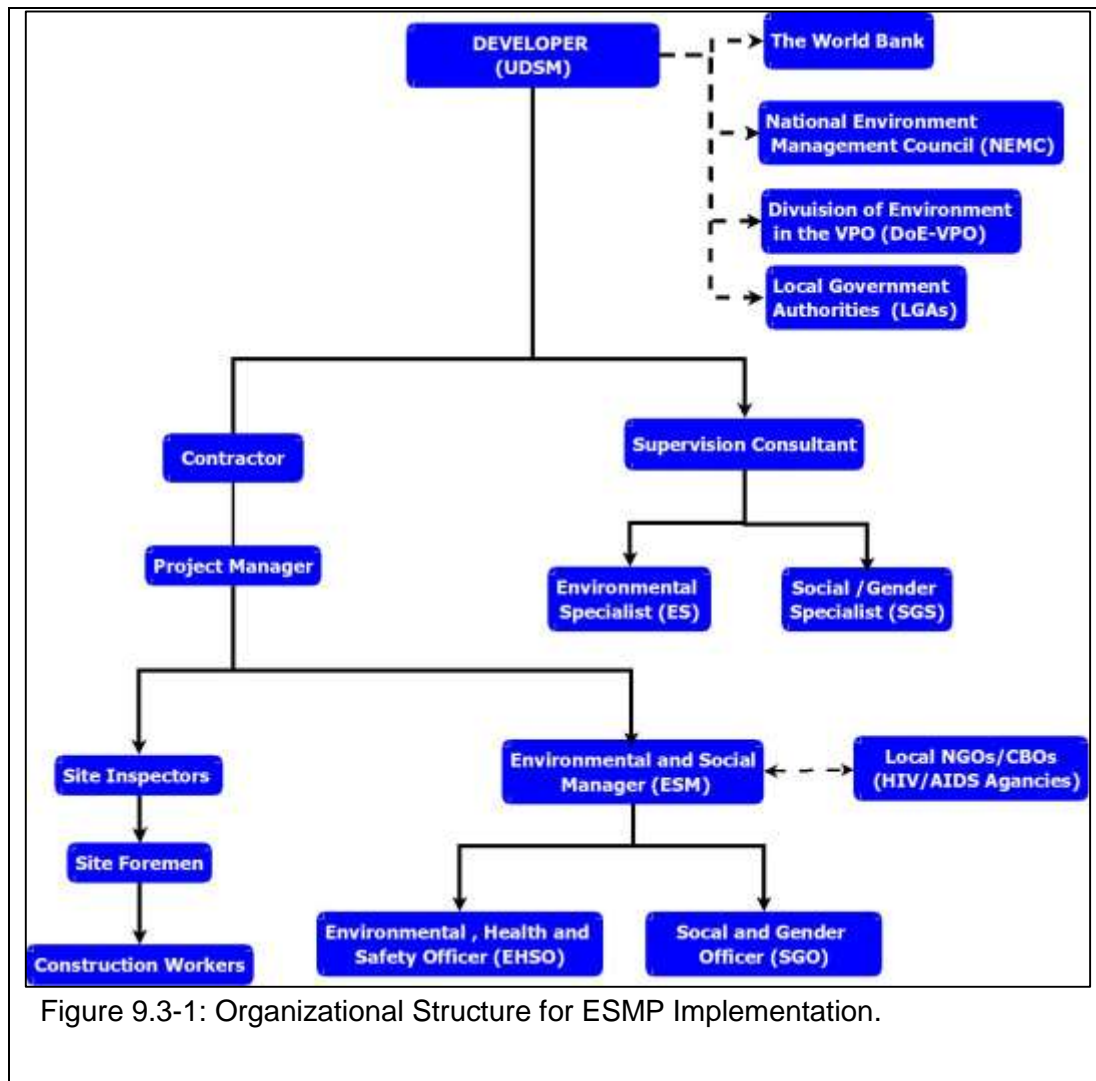 DEVELOPER
(UDSM)
The World Bank
National Environment
Management Council (NEMC)
Divuision of Environment
in the VPO (DoE-VPO)
Local Government
Authorities (LGAs)
Contractor
Supervision Consultant
Project Manager
Environmental
Specialist (ES)
Social /Gender
Specialist (SGS)
Site Inspectors
Environmental and Social
Manager (ESM)
Local NGOs/CBOs
(HIV/AIDS Agancies)
Site Foremen
Environmental , Health and
Safety Officer (EHSO)
Socal and Gender
Officer (SGO)
Construction Workers
Figure 9.3-1: Organizational Structure for ESMP Implementation.